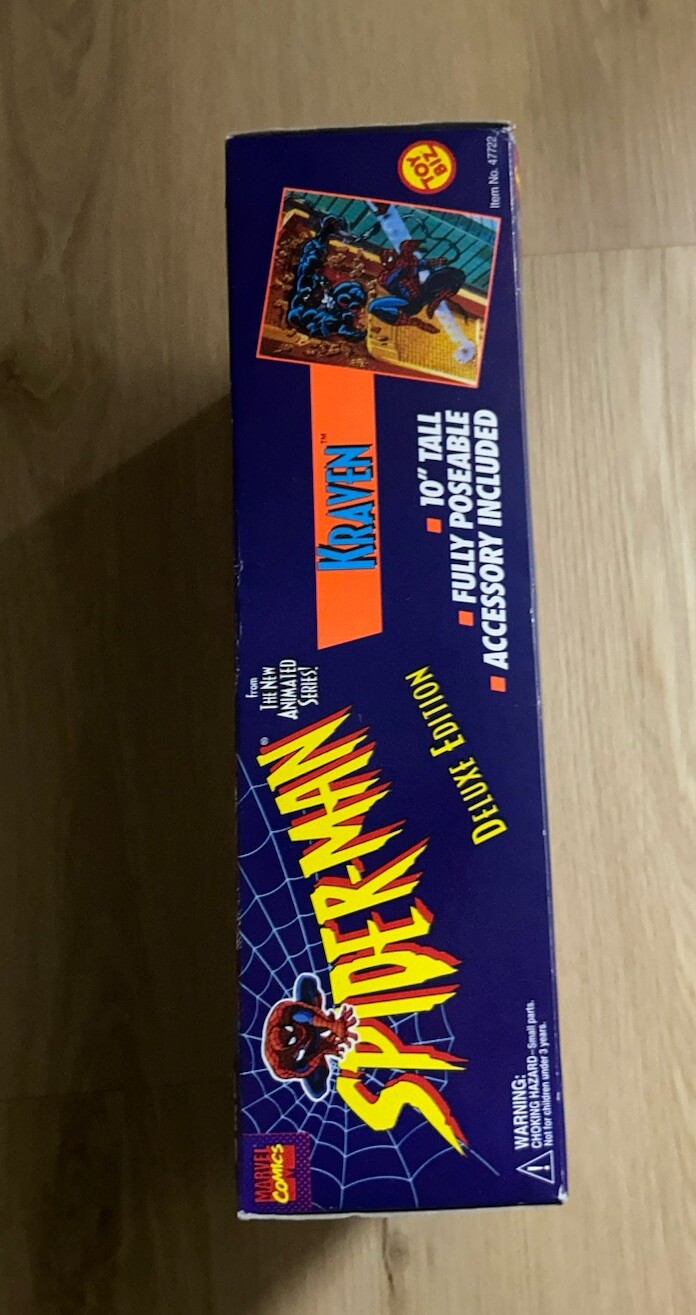 MARVEL
COMICS
SPIDER-MAN®
from
THE NEW
ANIMATED
SERIES!
DELUXE EDITION
KRAVEN™
10" TALL
FULLY POSEABLE
ACCESSORY INCLUDED
TOY
BIZ
Item No. 47722
WARNING:
CHOKING HAZARD-Small parts.
Not for children under 3 years.